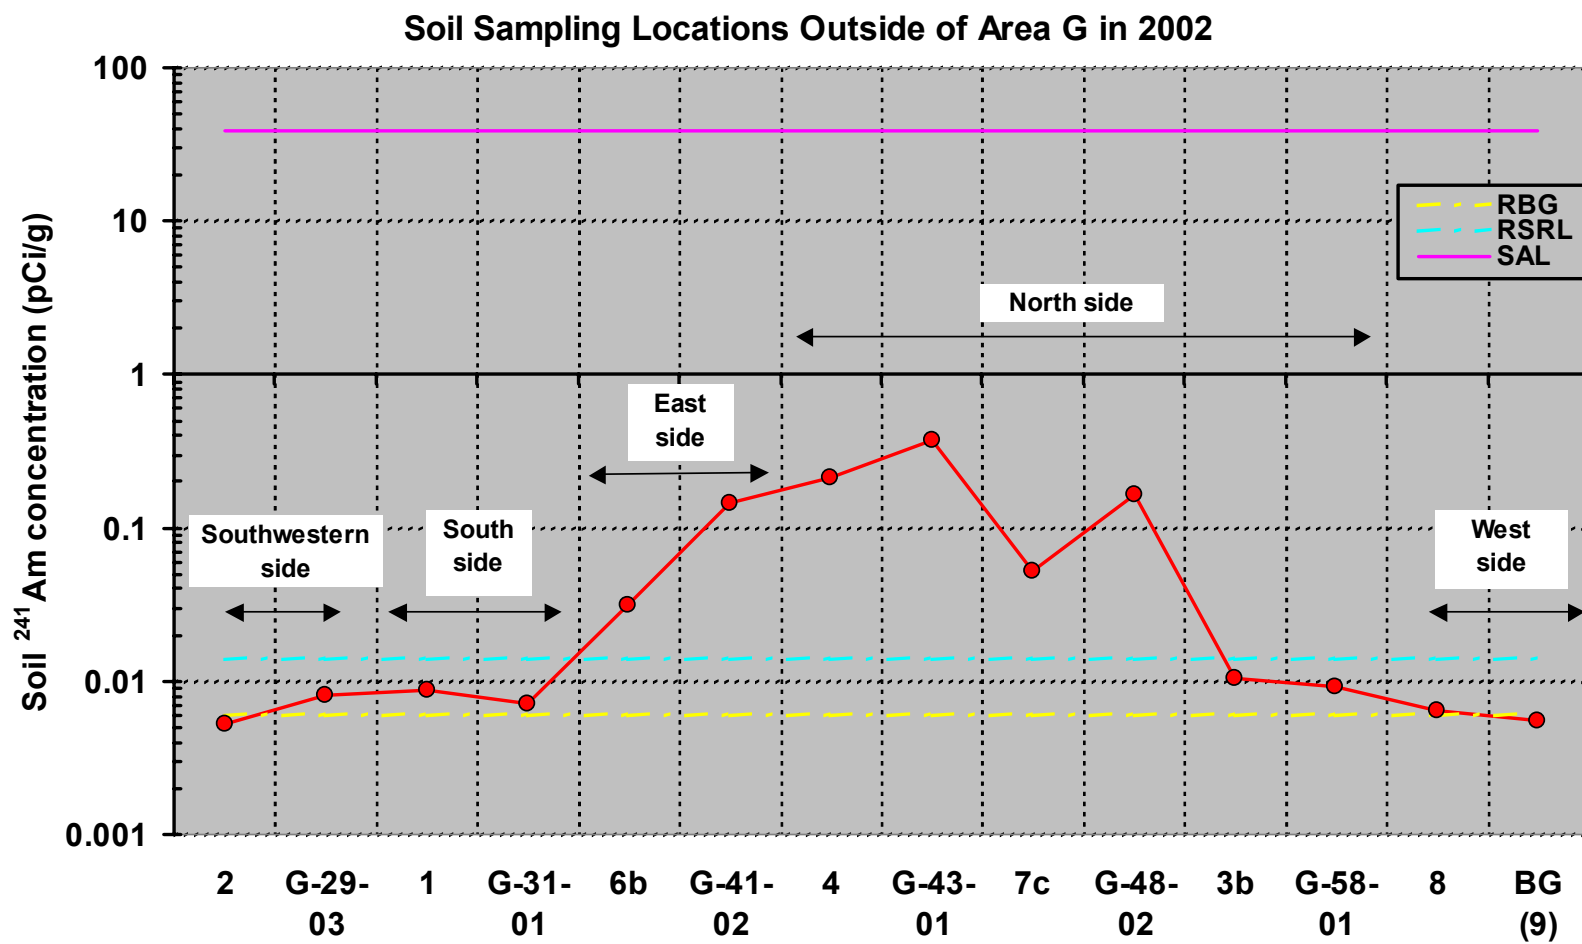 Soil Sampling Locations Outside of Area G in 2002
Soil ²⁴¹Am concentration (pCi/g)
100
10
1
0.1
0.01
0.001
RBG
RSRL
SAL
North side
East
side
Southwestern
side
South
side
West
side
2
G-29-
03
1
G-31-
01
6b
G-41-
02
4
G-43-
01
7c
G-48-
02
3b
G-58-
01
8
BG
(9)